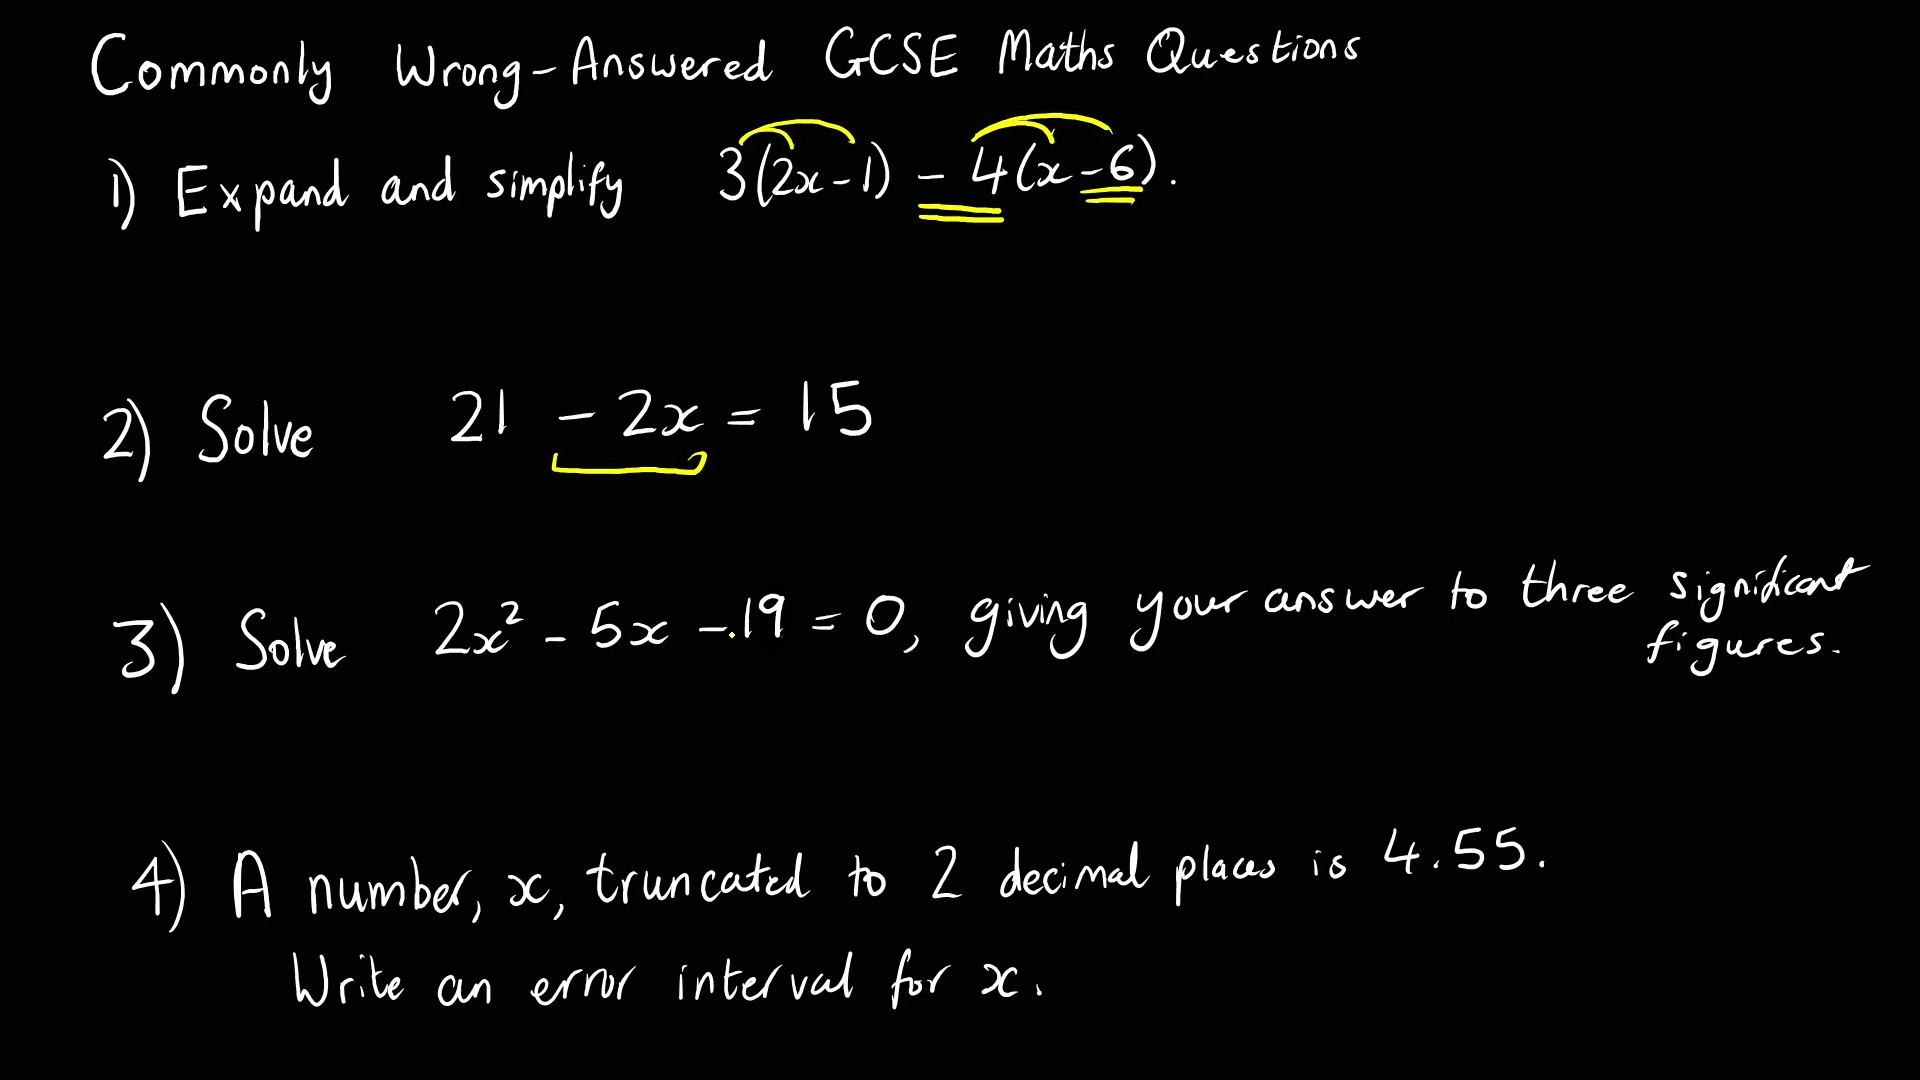 Commonly Wrong-Answered GCSE Maths Questions
1) Expand and simplify 3(2x-1) - 4(x-6).
2) Solve 21 - 2x = 15
3) Solve 2x² - 5x - 19 = 0, giving your answer to three significant
figures.
4) A number, x, truncated to 2 decimal places is 4.55.
Write an error interval for x.